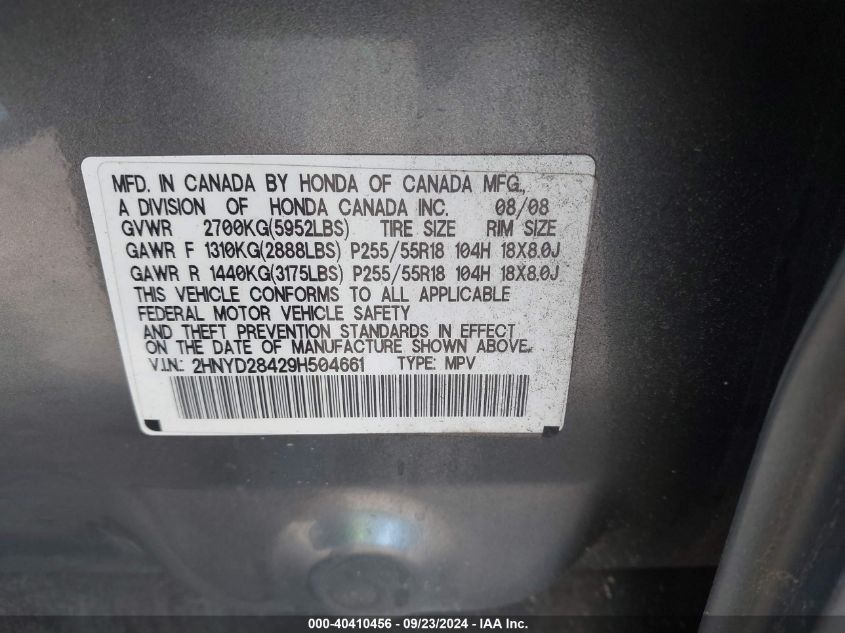 MFD. IN CANADA BY HONDA OF CANADA MFG.,
A DIVISION OF HONDA CANADA INC. 08/08
GVWR 2700KG(5952LBS) TIRE SIZE RIM SIZE
GAWR F 1310KG(2888LBS) P255/55R18 104H 18X8.0J
GAWR R 1440KG(3175LBS) P255/55R18 104H 18X8.0J
THIS VEHICLE CONFORMS TO ALL APPLICABLE
FEDERAL MOTOR VEHICLE SAFETY
AND THEFT PREVENTION STANDARDS IN EFFECT
ON THE DATE OF MANUFACTURE SHOWN ABOVE.
V.I.N.: 2HNYD28429H504661 TYPE: MPV
000-40410456 - 09/23/2024 - IAA Inc.